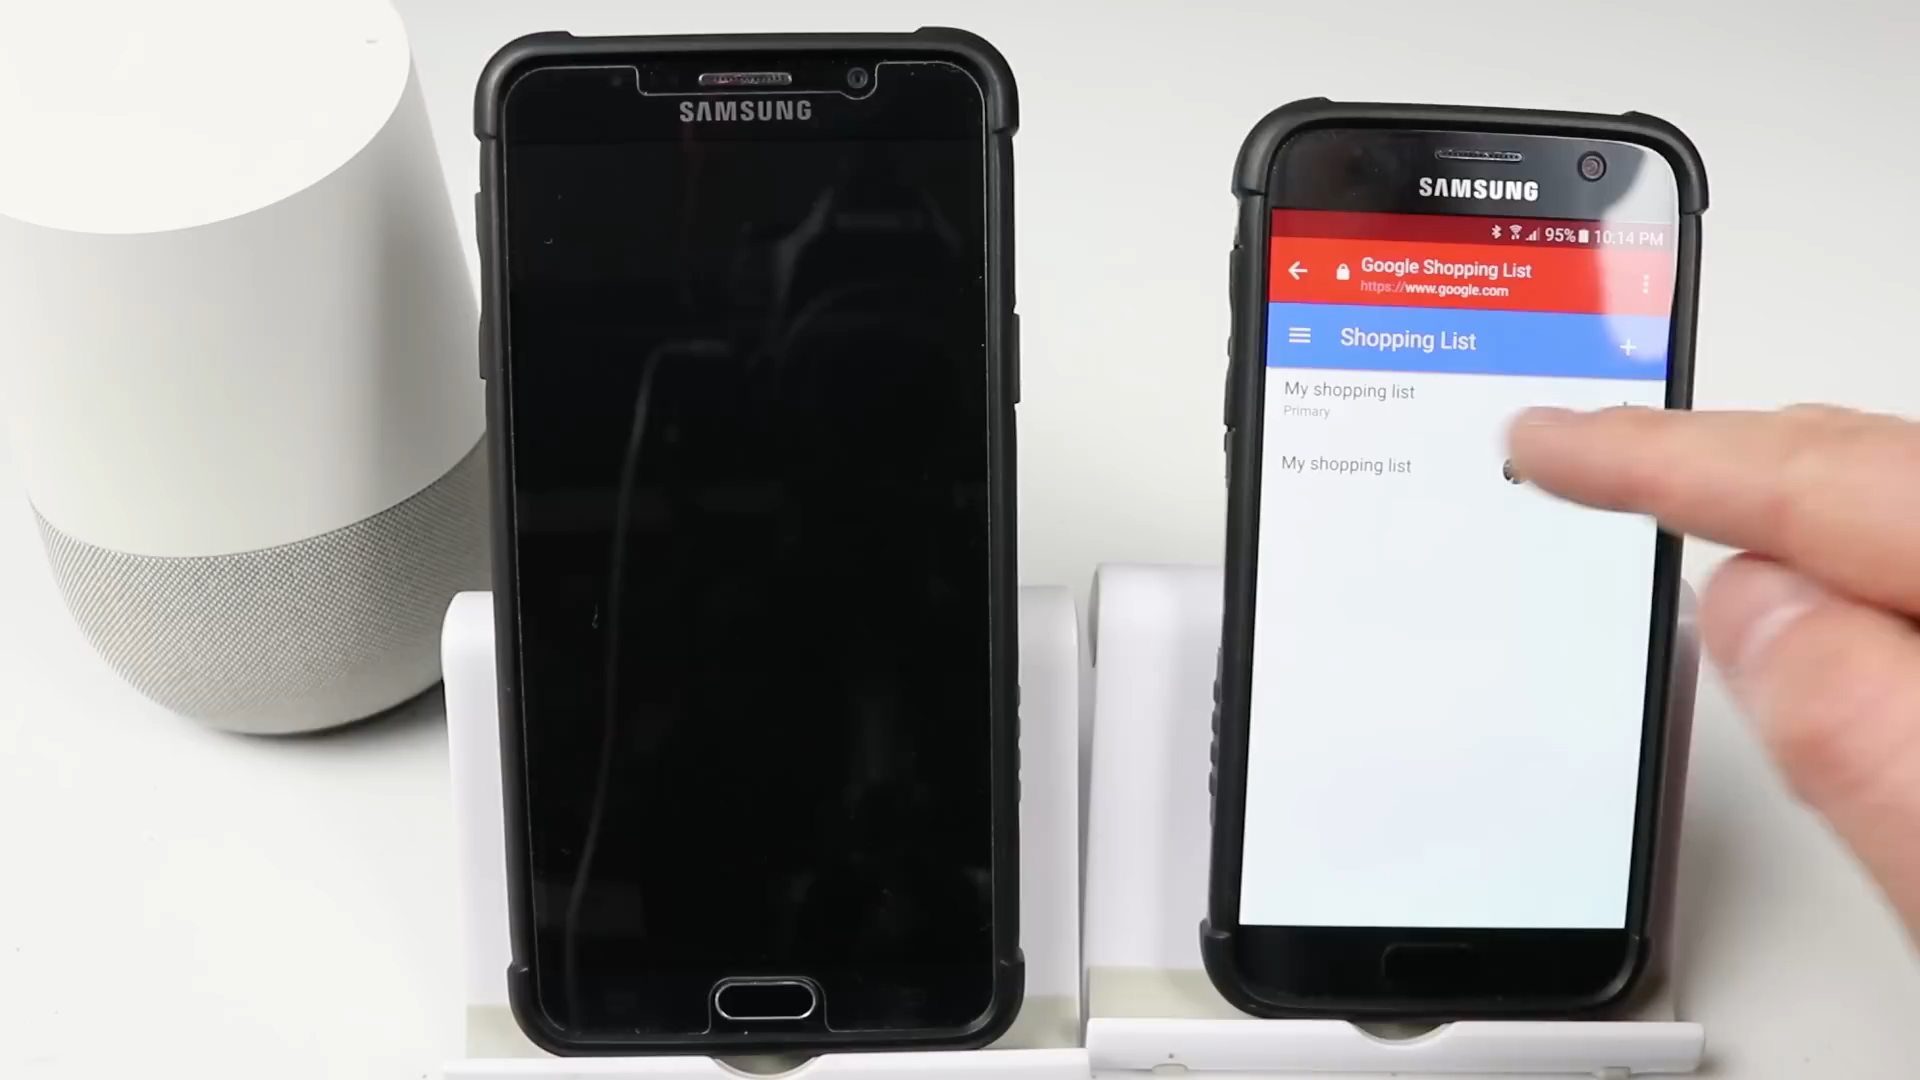 SAMSUNG
SAMSUNG
95% 10:14 PM
Google Shopping List
https://www.google.com
Shopping List
My shopping list
Primary
My shopping list